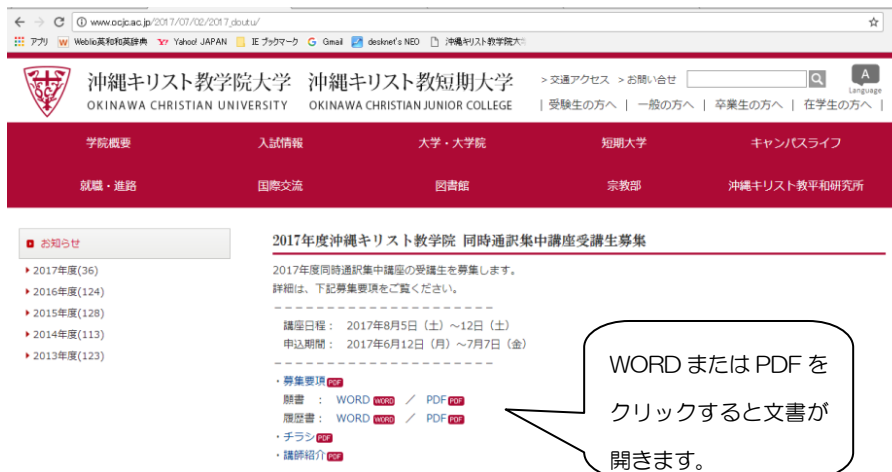 www.ocjc.ac.jp/2017/07/02/2017_doutu/
アプリ Weblio英和和英辞典 Yahoo! JAPAN IE ブックマーク Gmail desknet's NEO 沖縄キリスト教学院大
沖縄キリスト教学院大学 沖縄キリスト教短期大学
OKINAWA CHRISTIAN UNIVERSITY OKINAWA CHRISTIAN JUNIOR COLLEGE
>交通アクセス >お問い合せ
A Language
| 受験生の方へ | 一般の方へ | 卒業生の方へ | 在学生の方へ |
学院概要 入試情報 大学・大学院 短期大学 キャンパスライフ
就職・進路 国際交流 図書館 宗教部 沖縄キリスト教平和研究所
お知らせ
2017年度(36)
2016年度(124)
2015年度(128)
2014年度(113)
2013年度(123)
2017年度沖縄キリスト教学院 同時通訳集中講座受講生募集
2017年度同時通訳集中講座の受講生を募集します。
詳細は、下記募集要項をご覧ください。
－－－－－－－－－－－－－－－－－－－－
講座日程： 2017年8月5日（土）～12日（土）
申込期間： 2017年6月12日（月）～7月7日（金）
－－－－－－－－－－－－－－－－－－－－
・募集要項 PDF
願書 ： WORD WORD ／ PDF PDF
履歴書： WORD WORD ／ PDF PDF
・チラシ PDF
・講師紹介 PDF
WORD または PDF を
クリックすると文書が
開きます。